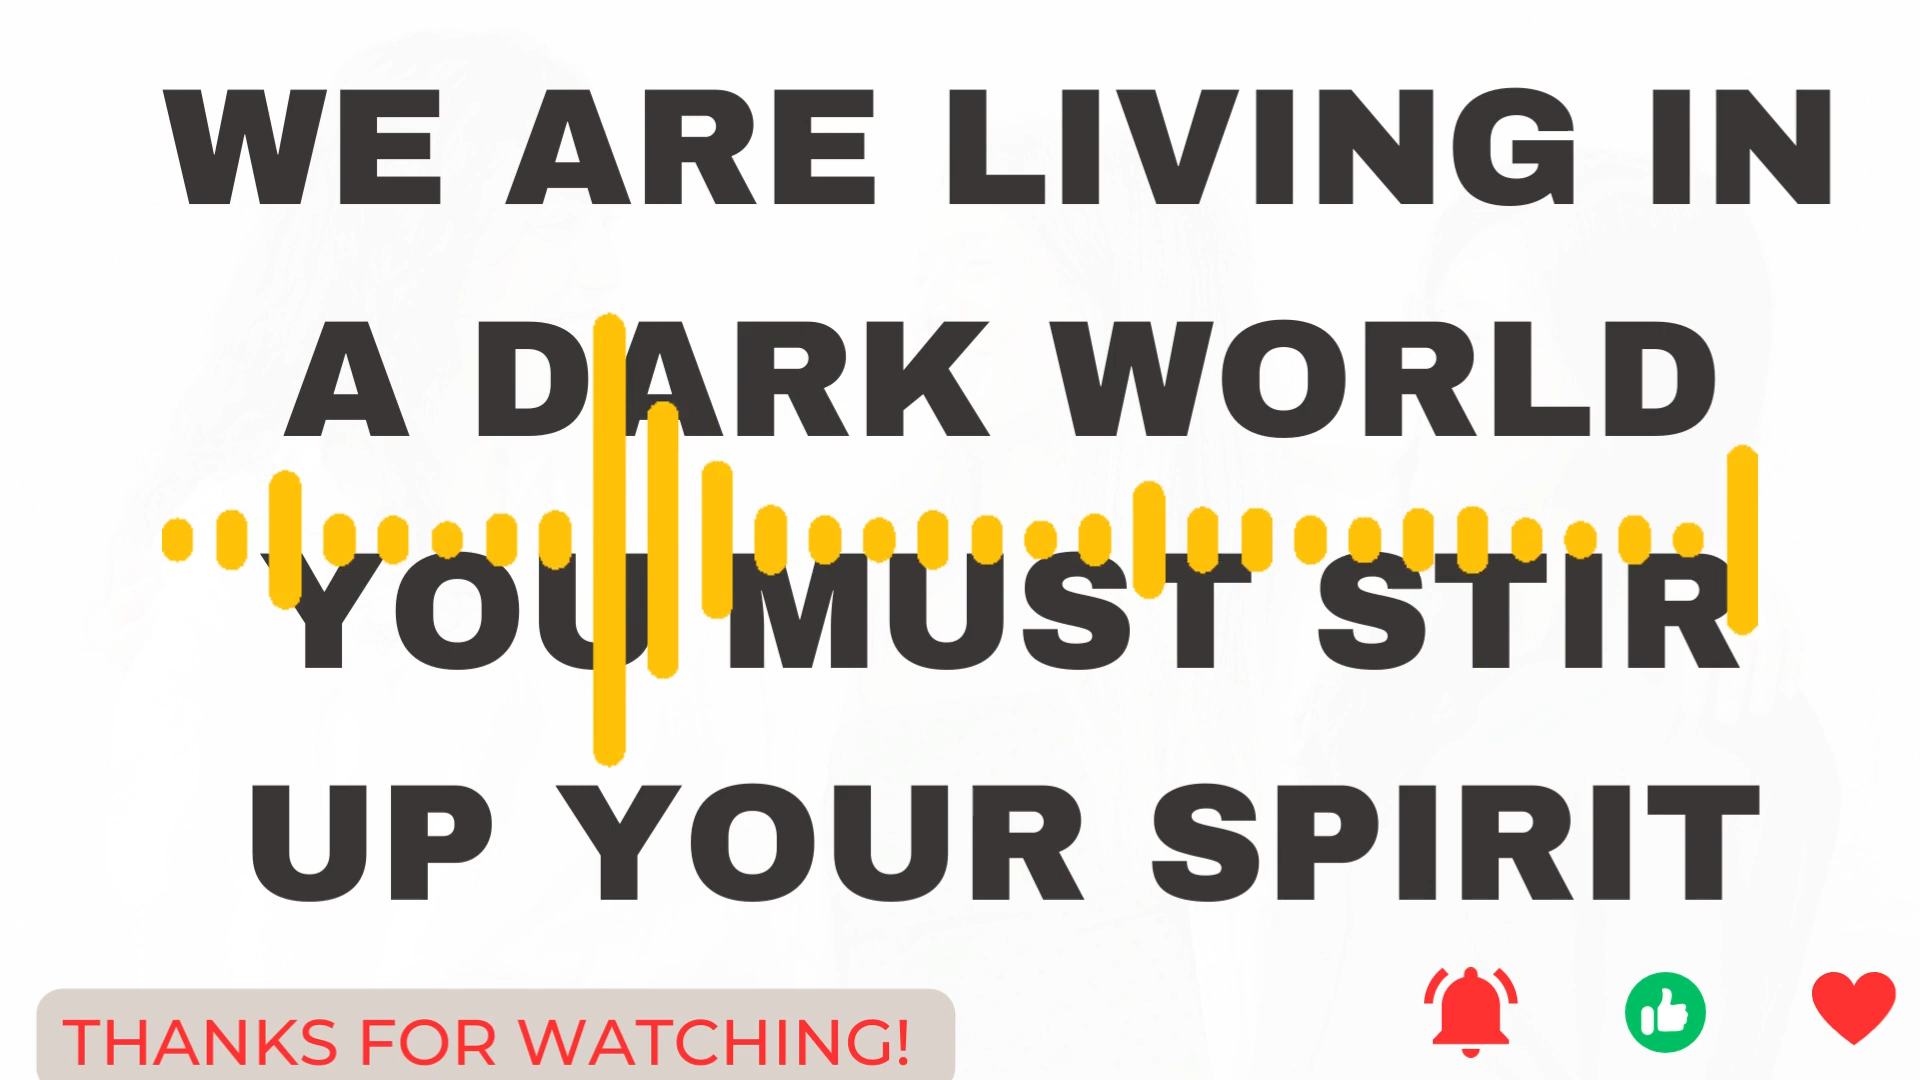 WE ARE LIVING IN
A DARK WORLD
YOU MUST STIR
UP YOUR SPIRIT
THANKS FOR WATCHING!